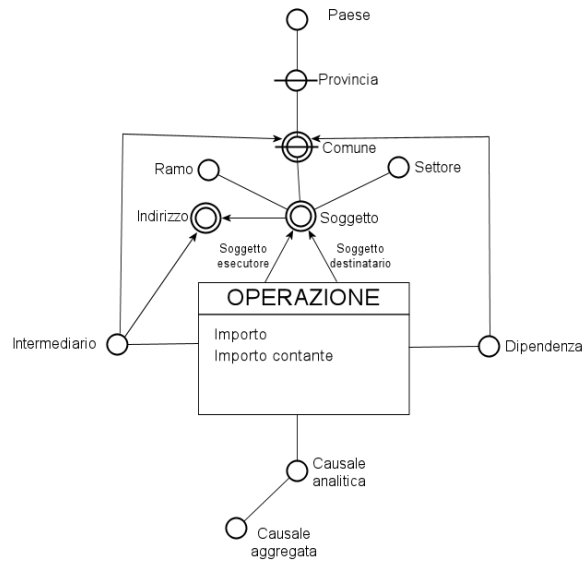 Paese
Provincia
Comune
Ramo
Settore
Indirizzo
Soggetto
Soggetto
esecutore
Soggetto
destinatario
OPERAZIONE
Importo
Importo contante
Intermediario
Dipendenza
Causale
analitica
Causale
aggregata